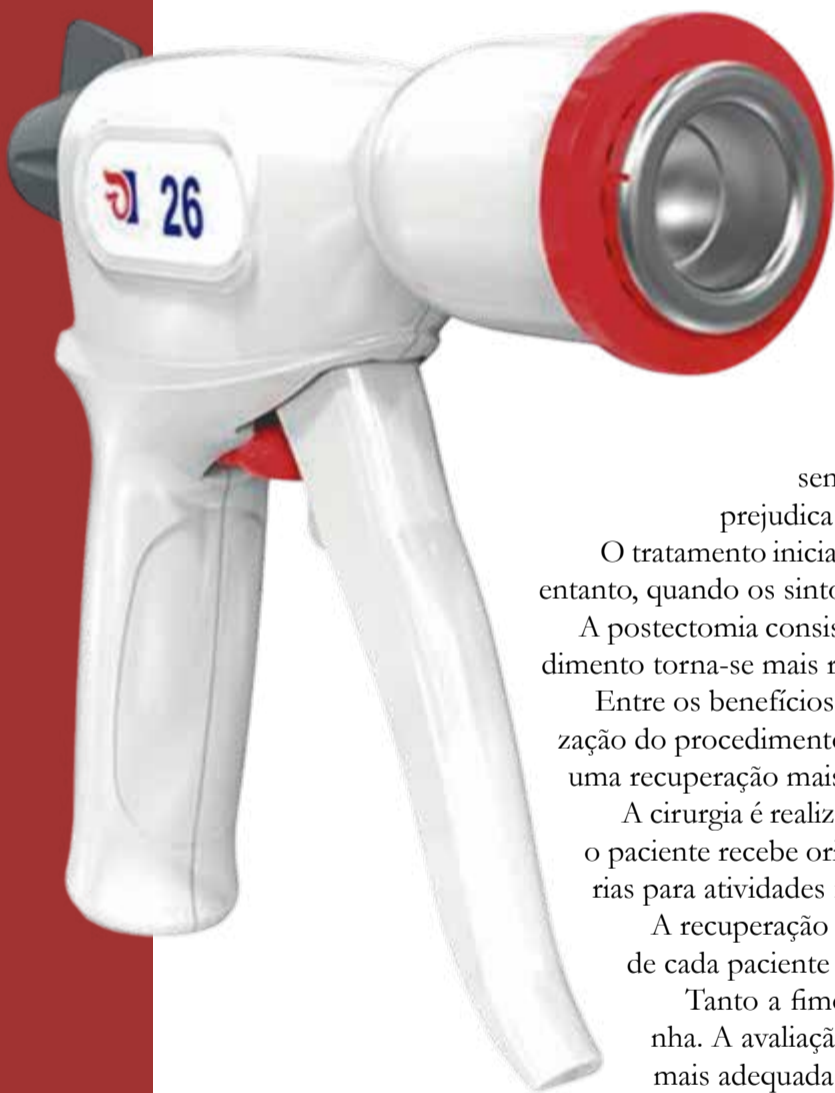 26
sen
prejudica
O tratamento inicia
entanto, quando os sinto
A postectomia consis
dimento torna-se mais r
Entre os benefícios
zação do procedimento
uma recuperação mais
A cirurgia é realiz
o paciente recebe ori
rias para atividades
A recuperação
de cada paciente
Tanto a fimo
nha. A avaliação
mais adequada